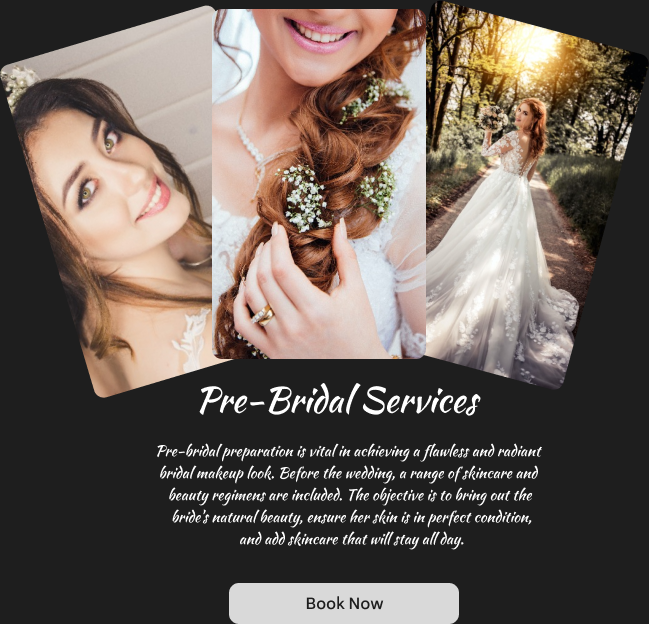 Pre-Bridal Services
Pre-bridal preparation is vital in achieving a flawless and radiant
bridal makeup look. Before the wedding, a range of skincare and
beauty regimens are included. The objective is to bring out the
bride's natural beauty, ensure her skin is in perfect condition,
and add skincare that will stay all day.
Book Now